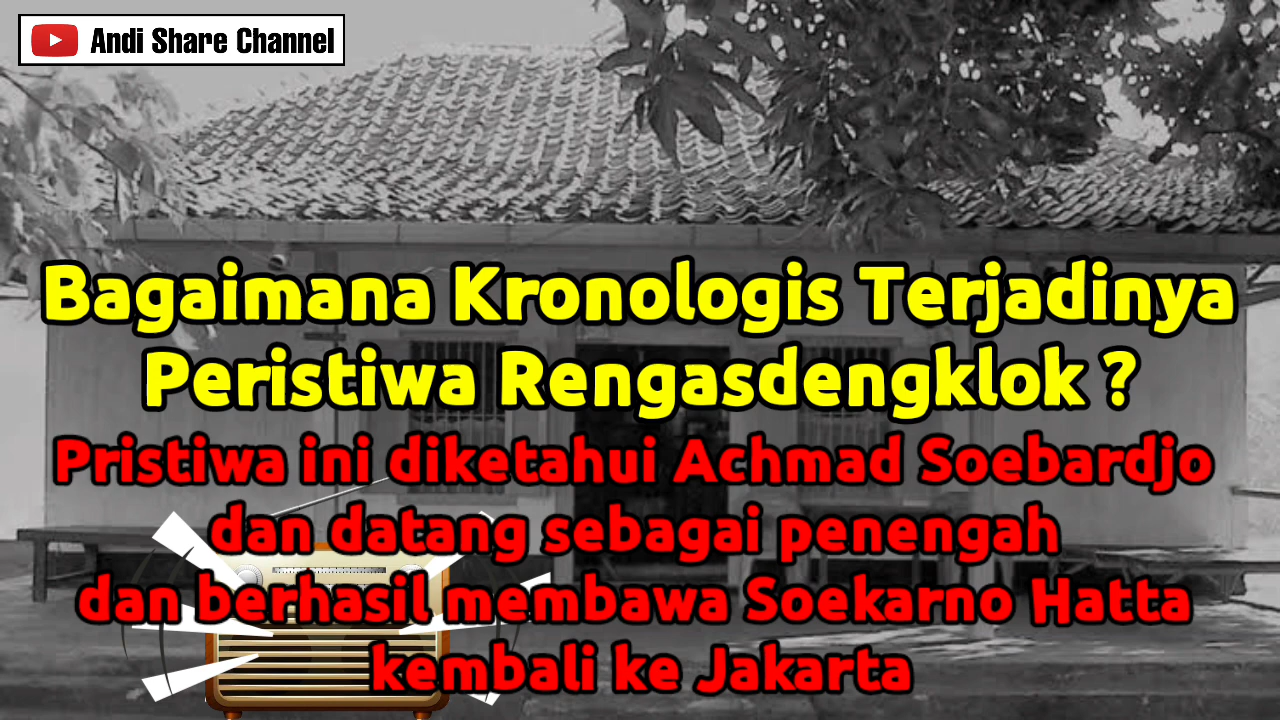 Andi Share Channel
Bagaimana Kronologis Terjadinya
Peristiwa Rengasdengklok ?
Pristiwa ini diketahui Achmad Soebardjo
dan datang sebagai penengah
dan berhasil membawa Soekarno Hatta
kembali ke Jakarta